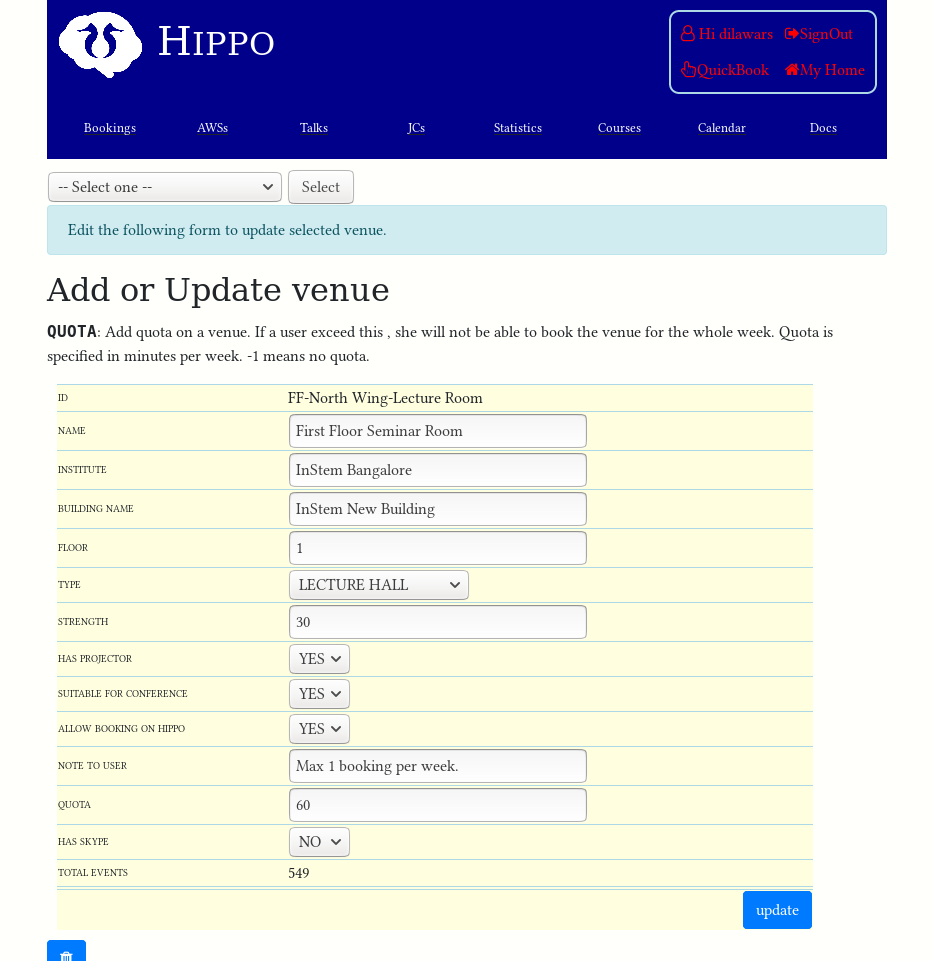 HIPPO
Hi dilawars SignOut
QuickBook My Home
Bookings AWSs Talks JCs Statistics Courses Calendar Docs
-- Select one -- Select
Edit the following form to update selected venue.
Add or Update venue
QUOTA: Add quota on a venue. If a user exceed this , she will not be able to book the venue for the whole week. Quota is
specified in minutes per week. -1 means no quota.
ID FF-North Wing-Lecture Room
NAME First Floor Seminar Room
INSTITUTE InStem Bangalore
BUILDING NAME InStem New Building
FLOOR 1
TYPE LECTURE HALL
STRENGTH 30
HAS PROJECTOR YES
SUITABLE FOR CONFERENCE YES
ALLOW BOOKING ON HIPPO YES
NOTE TO USER Max 1 booking per week.
QUOTA 60
HAS SKYPE NO
TOTAL EVENTS 549
update